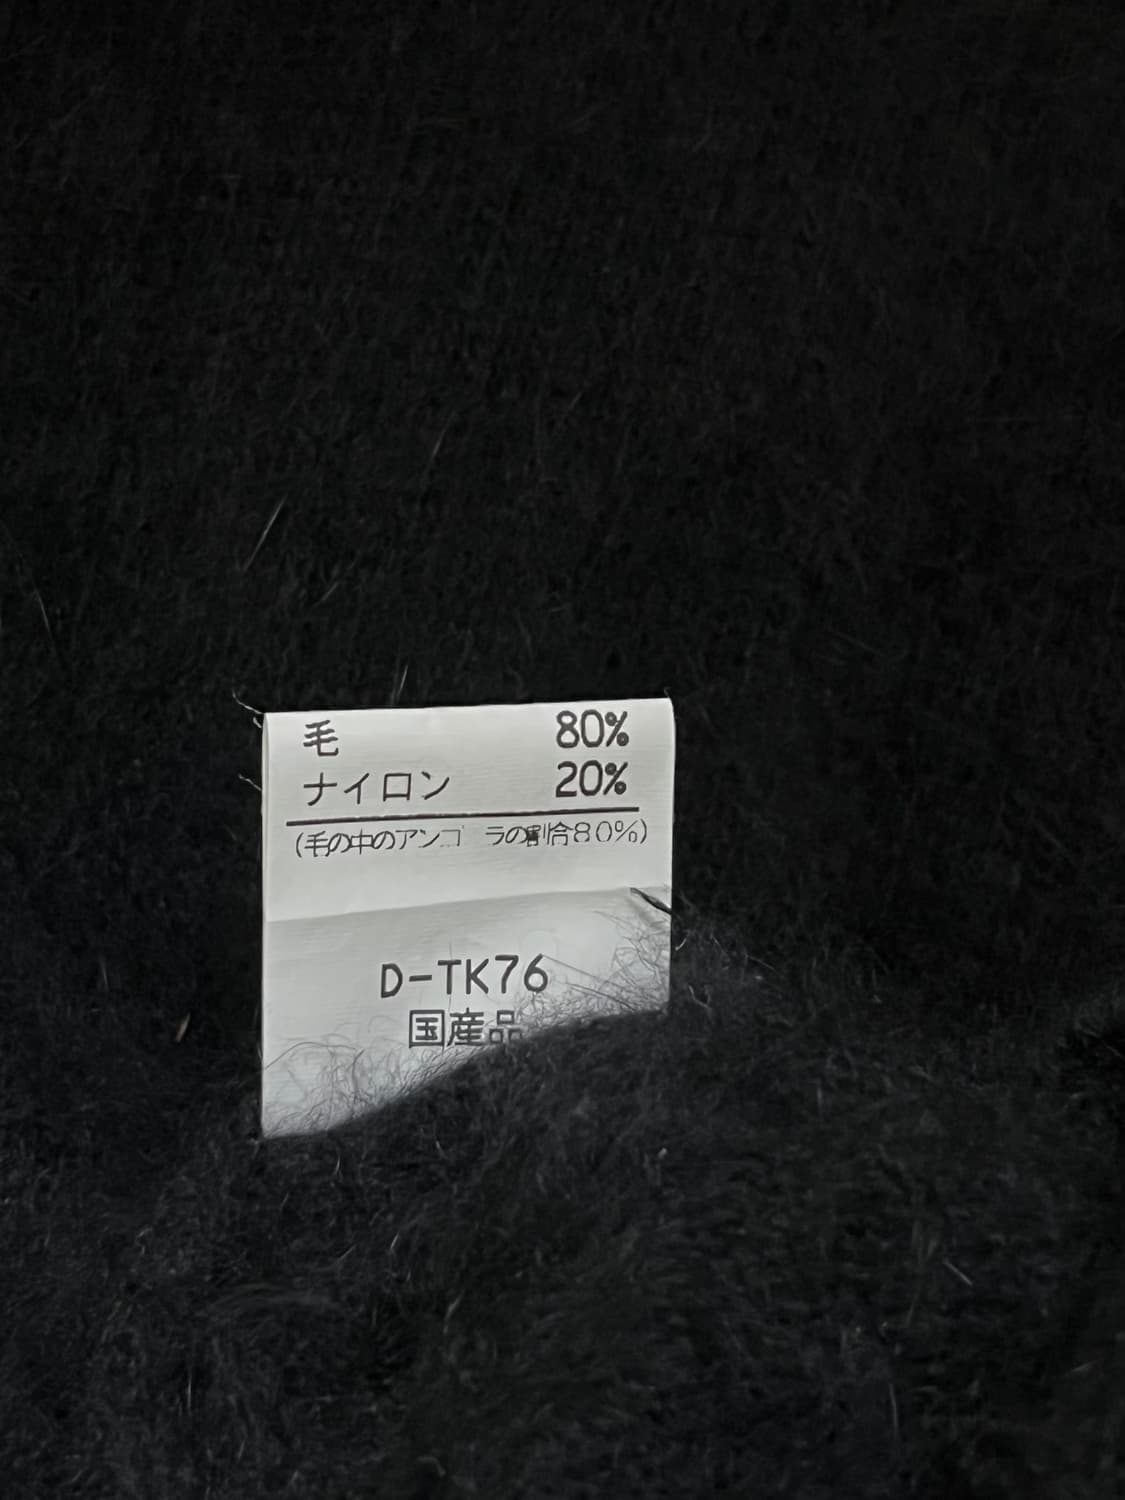 毛 80%
ナイロン 20%
(毛の中のアンゴラの割合80%)
D-TK76
国産品